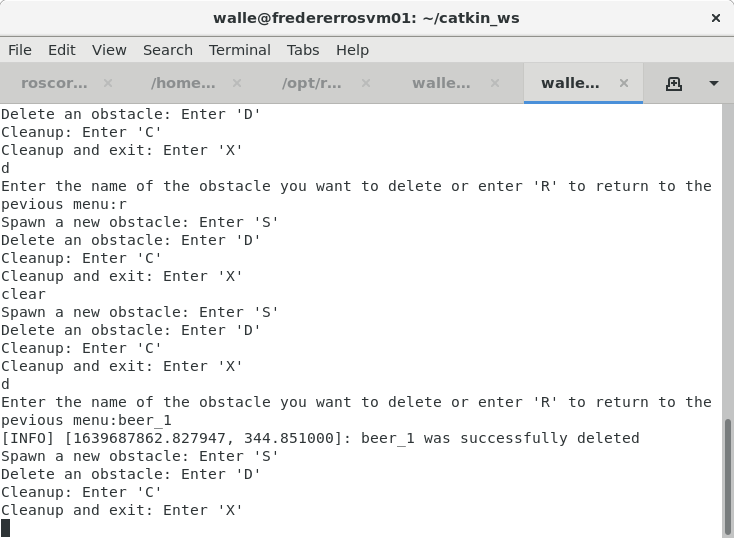 walle@fredererrosvm01: ~/catkin_ws
File Edit View Search Terminal Tabs Help
roscor... /home... /opt/r... walle... walle...
Delete an obstacle: Enter 'D'
Cleanup: Enter 'C'
Cleanup and exit: Enter 'X'
d
Enter the name of the obstacle you want to delete or enter 'R' to return to the
pevious menu:r
Spawn a new obstacle: Enter 'S'
Delete an obstacle: Enter 'D'
Cleanup: Enter 'C'
Cleanup and exit: Enter 'X'
clear
Spawn a new obstacle: Enter 'S'
Delete an obstacle: Enter 'D'
Cleanup: Enter 'C'
Cleanup and exit: Enter 'X'
d
Enter the name of the obstacle you want to delete or enter 'R' to return to the
pevious menu:beer_1
[INFO] [1639687862.827947, 344.851000]: beer_1 was successfully deleted
Spawn a new obstacle: Enter 'S'
Delete an obstacle: Enter 'D'
Cleanup: Enter 'C'
Cleanup and exit: Enter 'X'